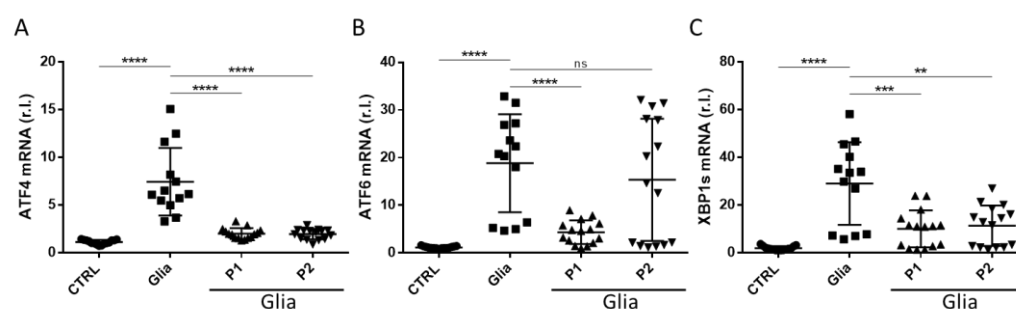 A
ATF4 mRNA (r.l.)
20
15
10
5
0
****
****
****
CTRL
Glia
P1
P2
Glia
B
ATF6 mRNA (r.l.)
40
30
20
10
0
****
ns
****
CTRL
Glia
P1
P2
Glia
C
XBP1s mRNA (r.l.)
80
60
40
20
0
****
**
***
CTRL
Glia
P1
P2
Glia